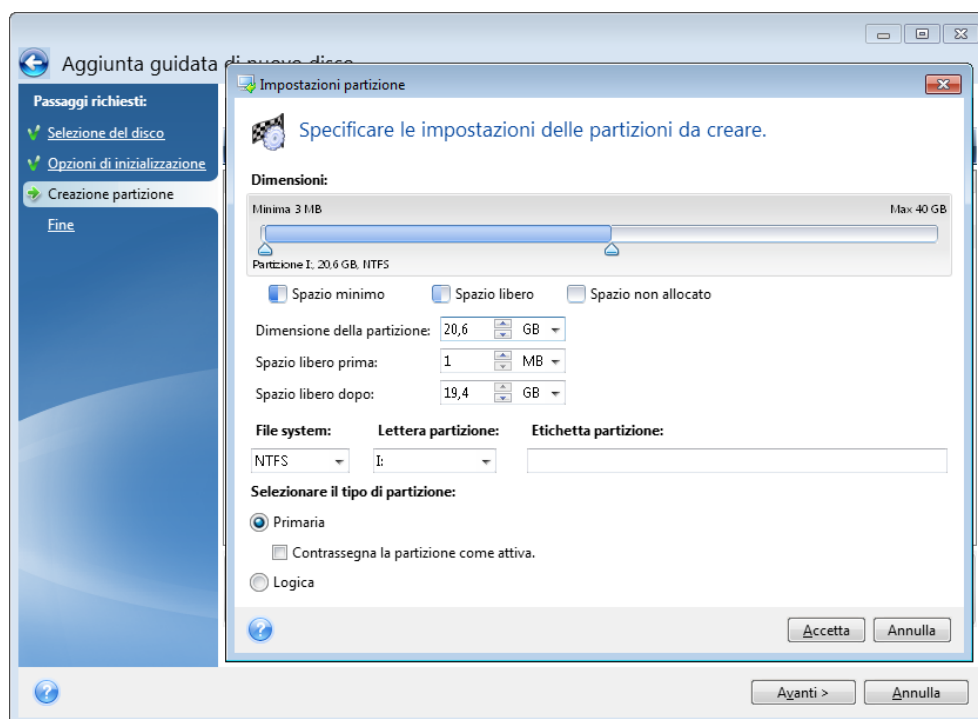 Aggiunta guidata di nuovo disco
Passaggi richiesti:
Selezione del disco
Opzioni di inizializzazione
Creazione partizione
Fine
Impostazioni partizione
Specificare le impostazioni delle partizioni da creare.
Dimensioni:
Minima 3 MB Max 40 GB
Partizione I:, 20,6 GB, NTFS
Spazio minimo Spazio libero Spazio non allocato
Dimensione della partizione: 20,6 GB
Spazio libero prima: 1 MB
Spazio libero dopo: 19,4 GB
File system: Lettera partizione: Etichetta partizione:
NTFS I:
Selezionare il tipo di partizione:
Primaria
Contrassegna la partizione come attiva.
Logica
Accetta Annulla
Avanti > Annulla